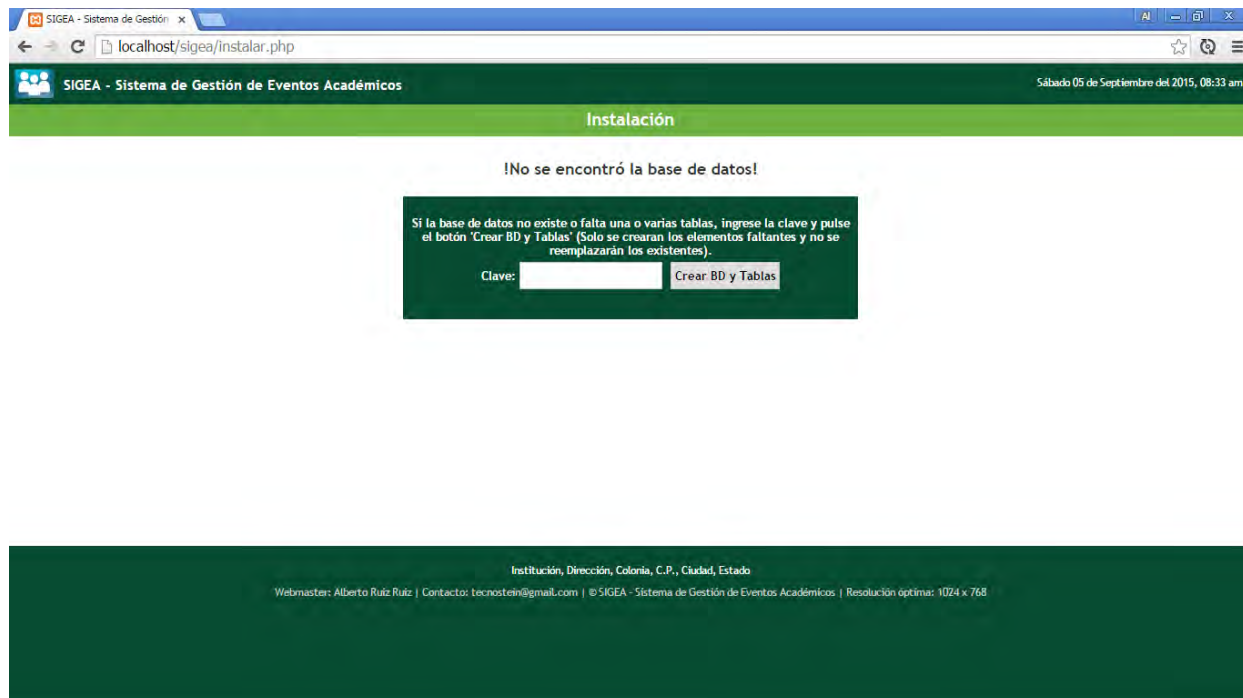 SIGEA - Sistema de Gestión
Al
localhost/sigea/instalar.php
SIGEA - Sistema de Gestión de Eventos Académicos
Sábado 05 de Septiembre del 2015, 08:33 am
Instalación
!No se encontró la base de datos!
Si la base de datos no existe o falta una o varias tablas, ingrese la clave y pulse
el botón 'Crear BD y Tablas' (Solo se crearan los elementos faltantes y no se
reemplazarán los existentes).
Clave:
Crear BD y Tablas
Institución, Dirección, Colonia, C.P., Ciudad, Estado
Webmaster: Alberto Ruiz Ruiz | Contacto: tecnostein@gmail.com | © SIGEA - Sistema de Gestión de Eventos Académicos | Resolución óptima: 1024 x 768